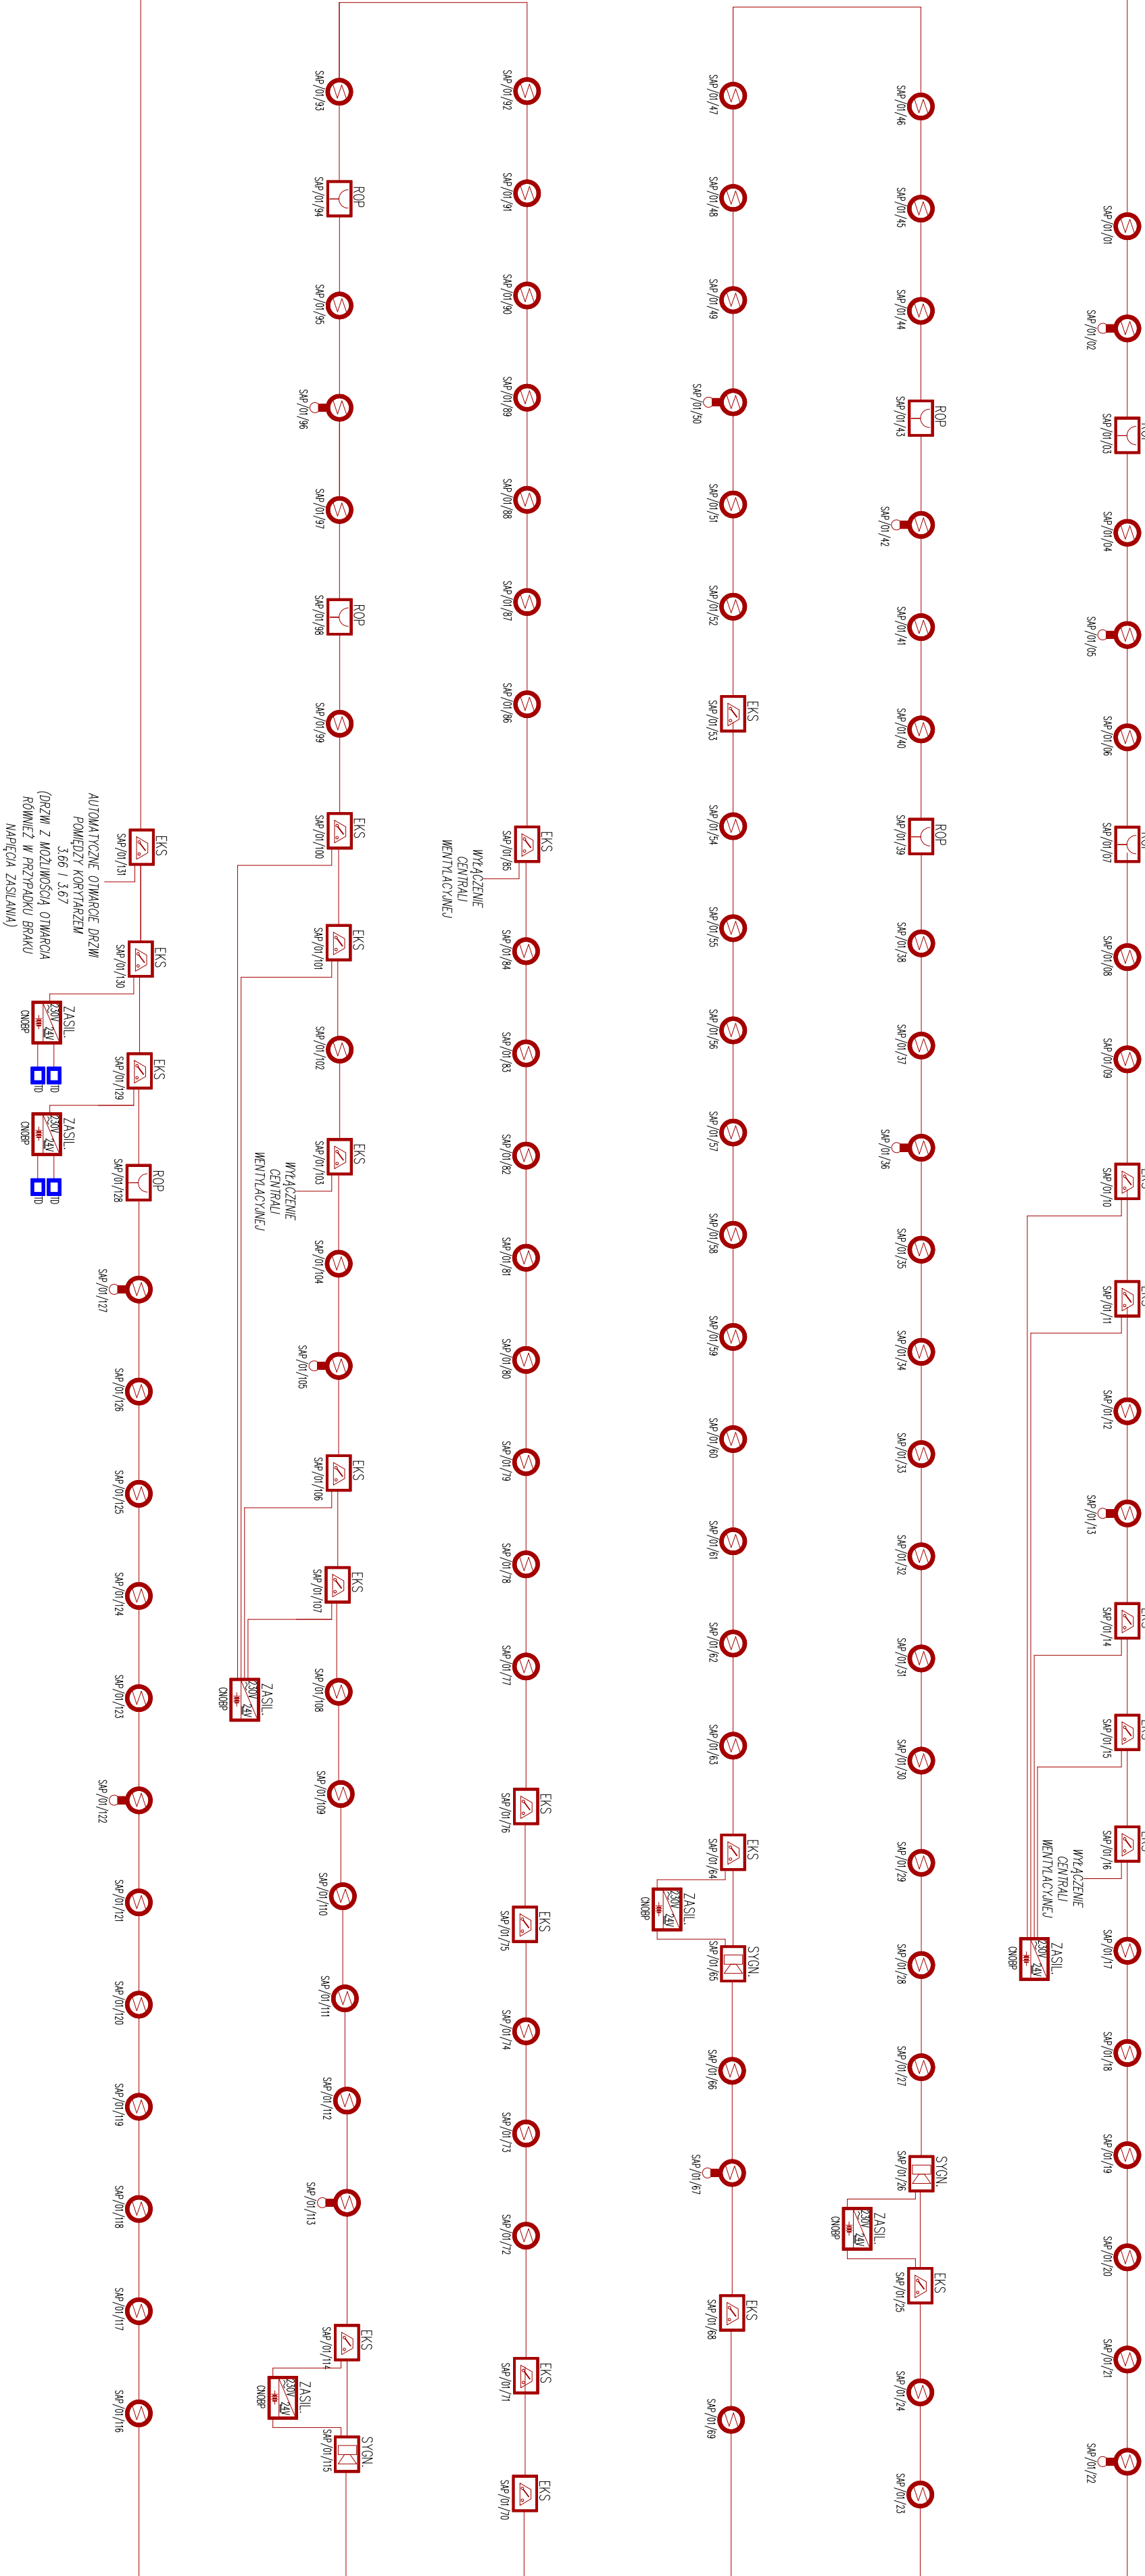 ROP
ROP
EKS
EKS
EKS
EKS
EKS
SAP/01/01
SAP/01/02
SAP/01/03
SAP/01/04
SAP/01/05
SAP/01/06
SAP/01/07
SAP/01/08
SAP/01/09
SAP/01/10
SAP/01/11
SAP/01/12
SAP/01/13
SAP/01/14
SAP/01/15
SAP/01/16
SAP/01/17
SAP/01/18
SAP/01/19
SAP/01/20
SAP/01/21
SAP/01/22
WYŁĄCZENIE
CENTRALI
WENTYLACYJNEJ
ZASIL.
230V
24V
CNOBP
SAP/01/46
SAP/01/45
SAP/01/44
ROP
SAP/01/43
SAP/01/42
SAP/01/41
SAP/01/40
ROP
SAP/01/39
SAP/01/38
SAP/01/37
SAP/01/36
SAP/01/35
SAP/01/34
SAP/01/33
SAP/01/32
SAP/01/31
SAP/01/30
SAP/01/29
SAP/01/28
SAP/01/27
SYGN.
SAP/01/26
ZASIL.
230V
24V
CNOBP
EKS
SAP/01/25
SAP/01/24
SAP/01/23
SAP/01/47
SAP/01/48
SAP/01/49
SAP/01/50
SAP/01/51
SAP/01/52
EKS
SAP/01/53
SAP/01/54
SAP/01/55
SAP/01/56
SAP/01/57
SAP/01/58
SAP/01/59
SAP/01/60
SAP/01/61
SAP/01/62
SAP/01/63
EKS
SAP/01/64
ZASIL.
230V
24V
CNOBP
SYGN.
SAP/01/65
SAP/01/66
SAP/01/67
EKS
SAP/01/68
SAP/01/69
SAP/01/92
SAP/01/91
SAP/01/90
SAP/01/89
SAP/01/88
SAP/01/87
SAP/01/86
EKS
SAP/01/85
WYŁĄCZENIE
CENTRALI
WENTYLACYJNEJ
SAP/01/84
SAP/01/83
SAP/01/82
SAP/01/81
SAP/01/80
SAP/01/79
SAP/01/78
SAP/01/77
EKS
SAP/01/76
EKS
SAP/01/75
SAP/01/74
SAP/01/73
SAP/01/72
EKS
SAP/01/71
EKS
SAP/01/70
SAP/01/93
ROP
SAP/01/94
SAP/01/95
SAP/01/96
SAP/01/97
ROP
SAP/01/98
SAP/01/99
EKS
SAP/01/100
EKS
SAP/01/101
SAP/01/102
EKS
SAP/01/103
WYŁĄCZENIE
CENTRALI
WENTYLACYJNEJ
SAP/01/104
SAP/01/105
EKS
SAP/01/106
EKS
SAP/01/107
ZASIL.
230V
24V
CNOBP
SAP/01/108
SAP/01/109
SAP/01/110
SAP/01/111
SAP/01/112
SAP/01/113
EKS
SAP/01/114
ZASIL.
230V
24V
CNOBP
SYGN.
SAP/01/115
EKS
SAP/01/131
AUTOMATYCZNE OTWARCIE DRZWI
POMIĘDZY KORYTARZEM
3.66 I 3.67
(DRZWI Z MOŻLIWOŚCIĄ OTWARCIA
RÓWNIEŻ W PRZYPADKU BRAKU
NAPIĘCIA ZASILANIA)
EKS
SAP/01/130
ZASIL.
230V
24V
CNOBP
TD
TD
EKS
SAP/01/129
ZASIL.
230V
24V
CNOBP
TD
TD
ROP
SAP/01/128
SAP/01/127
SAP/01/126
SAP/01/125
SAP/01/124
SAP/01/123
SAP/01/122
SAP/01/121
SAP/01/120
SAP/01/119
SAP/01/118
SAP/01/117
SAP/01/116